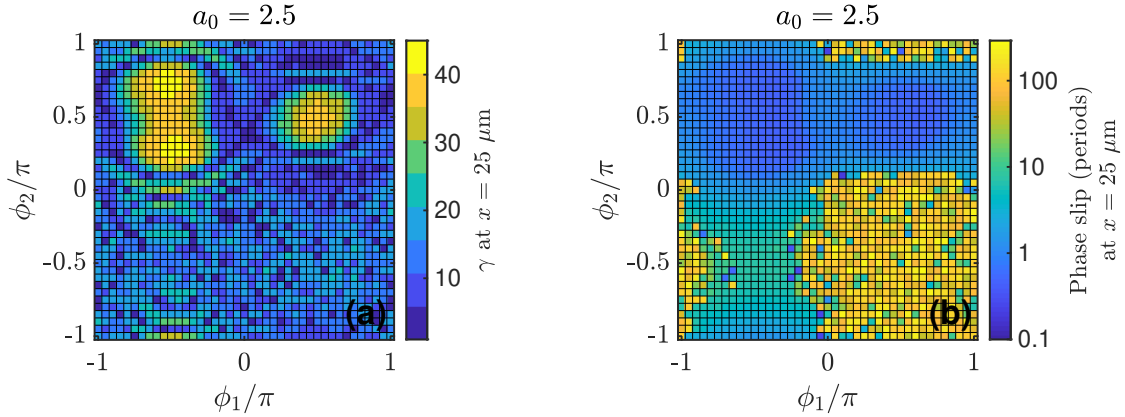 a₀ = 2.5
1
0.5
0
-0.5
-1
ϕ₂/π
-1
0
1
ϕ₁/π
(a)
40
30
20
10
γ at x = 25 μm
a₀ = 2.5
1
0.5
0
-0.5
-1
ϕ₂/π
-1
0
1
ϕ₁/π
(b)
100
10
1
0.1
Phase slip (periods)
at x = 25 μm